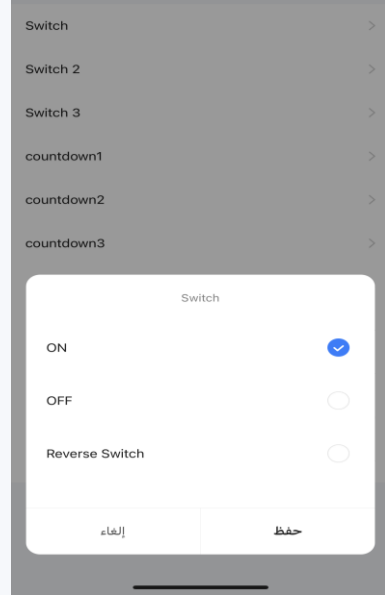 Switch
Switch 2
Switch 3
countdown1
countdown2
countdown3
Switch
ON
OFF
Reverse Switch
إلغاء
حفظ